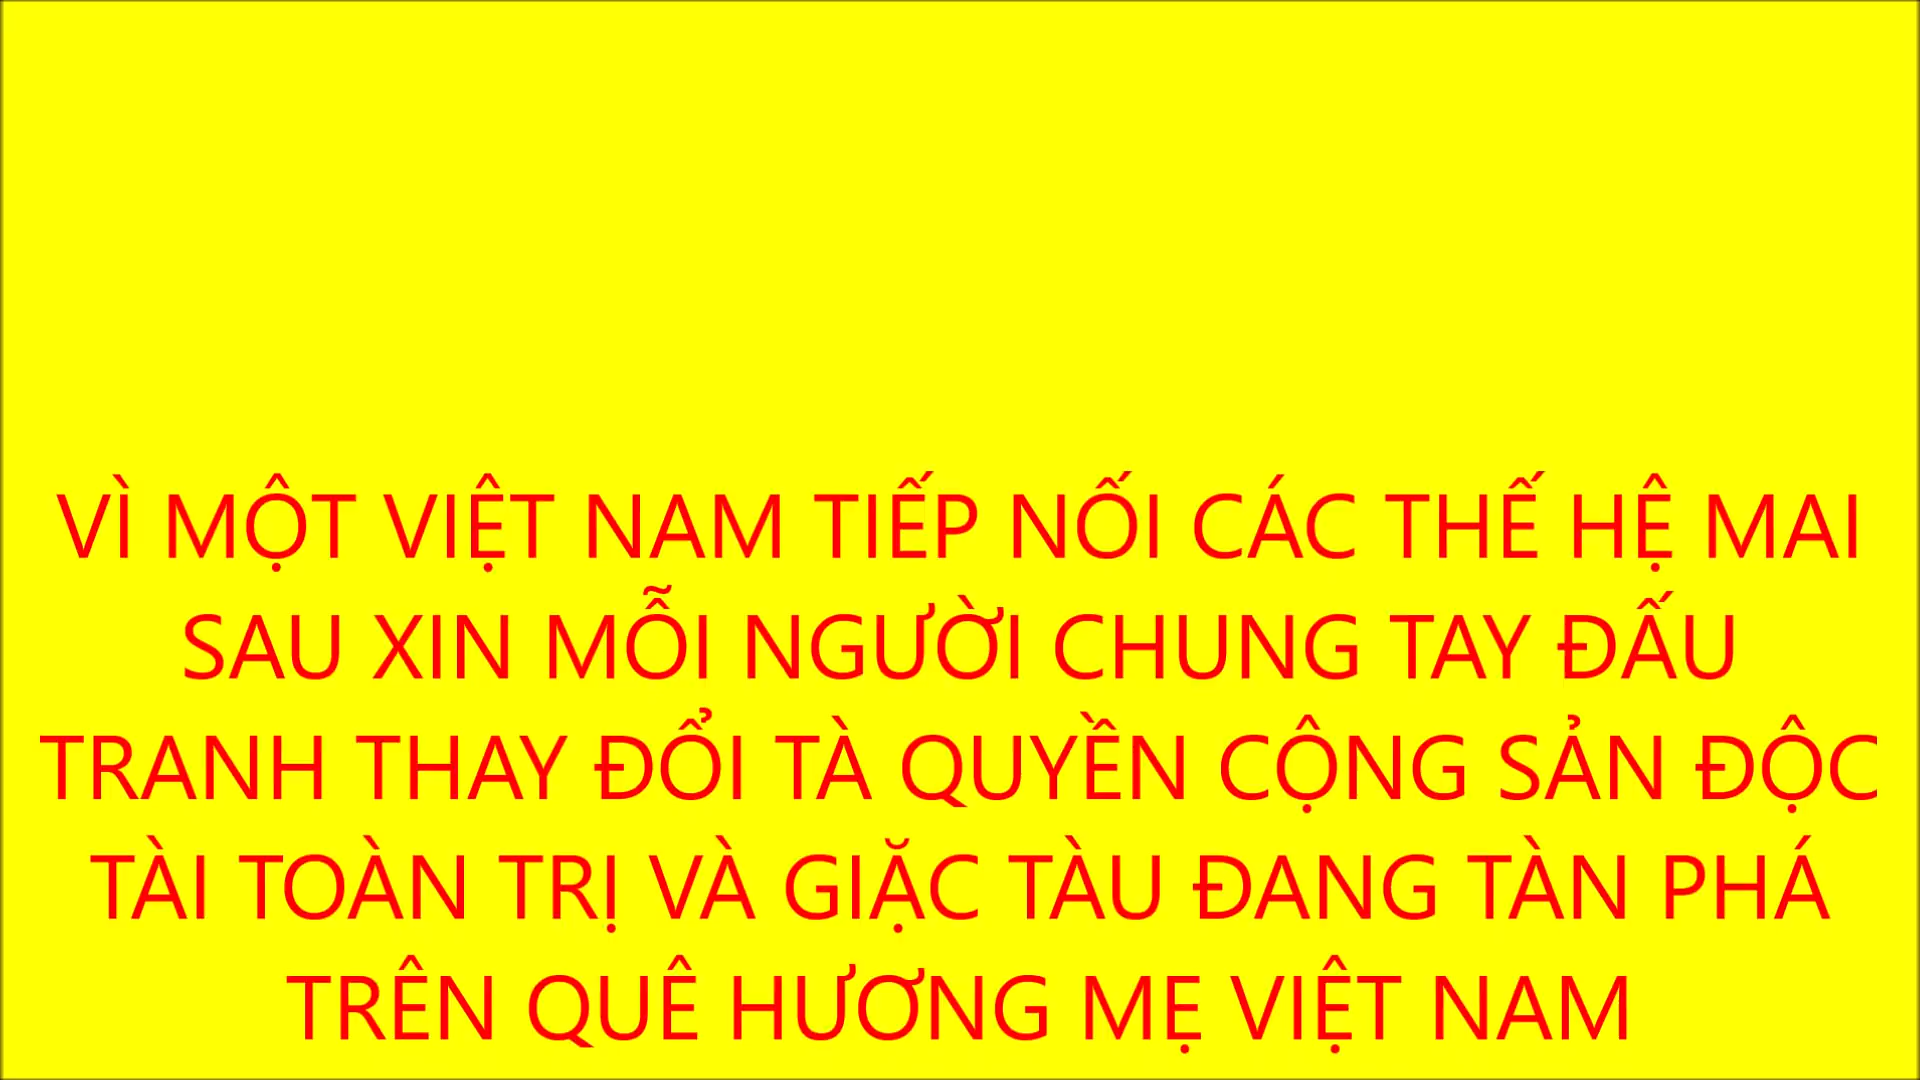 VÌ MỘT VIỆT NAM TIẾP NỐI CÁC THẾ HỆ MAI
SAU XIN MỖI NGƯỜI CHUNG TAY ĐẤU
TRANH THAY ĐỔI TÀ QUYỀN CỘNG SẢN ĐỘC
TÀI TOÀN TRỊ VÀ GIẶC TÀU ĐANG TÀN PHÁ
TRÊN QUÊ HƯƠNG MẸ VIỆT NAM